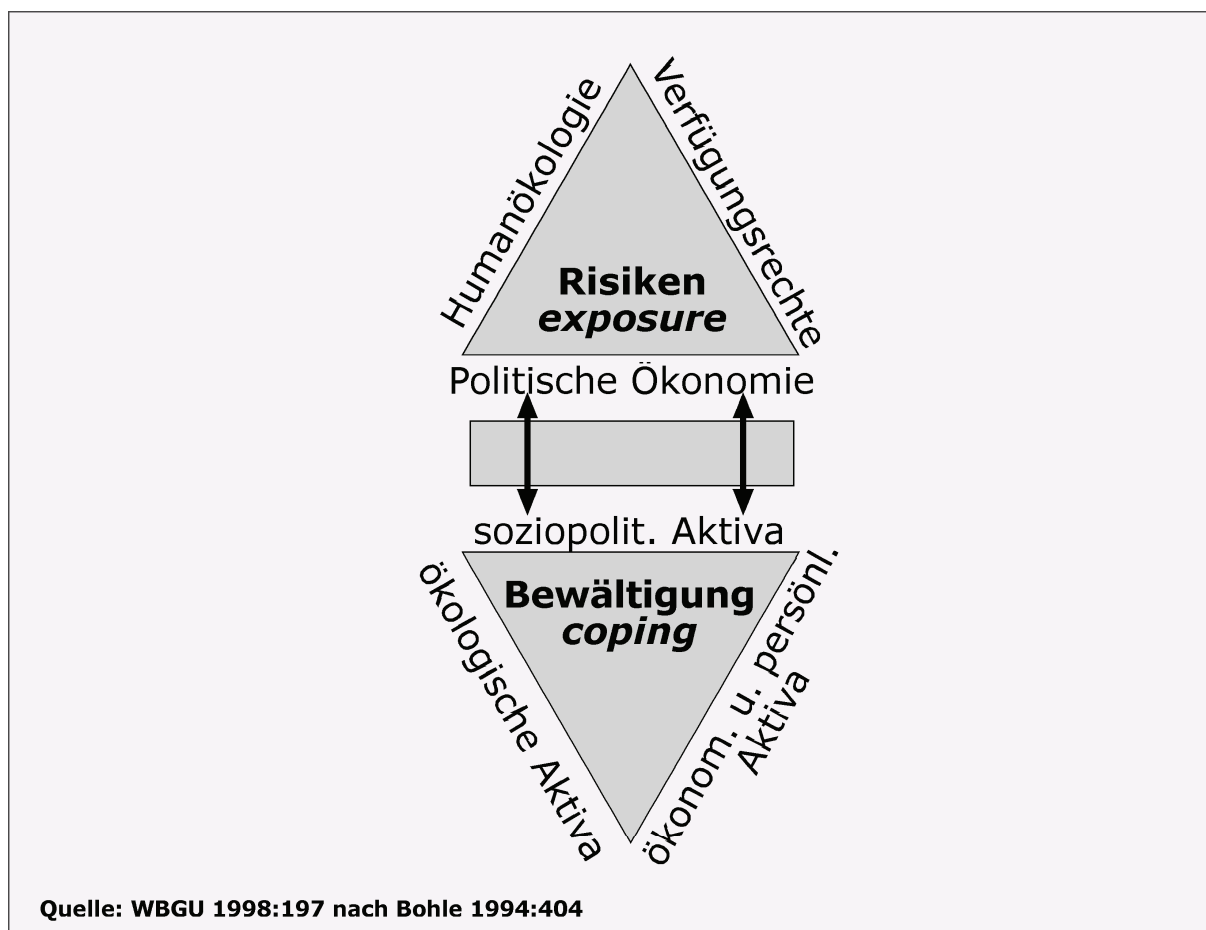 Humanökologie
Verfügungsrechte
Risiken
exposure
Politische Ökonomie
soziopolit. Aktiva
Bewältigung
coping
ökologische Aktiva
ökonom. u. persönl.
Aktiva
Quelle: WBGU 1998:197 nach Bohle 1994:404